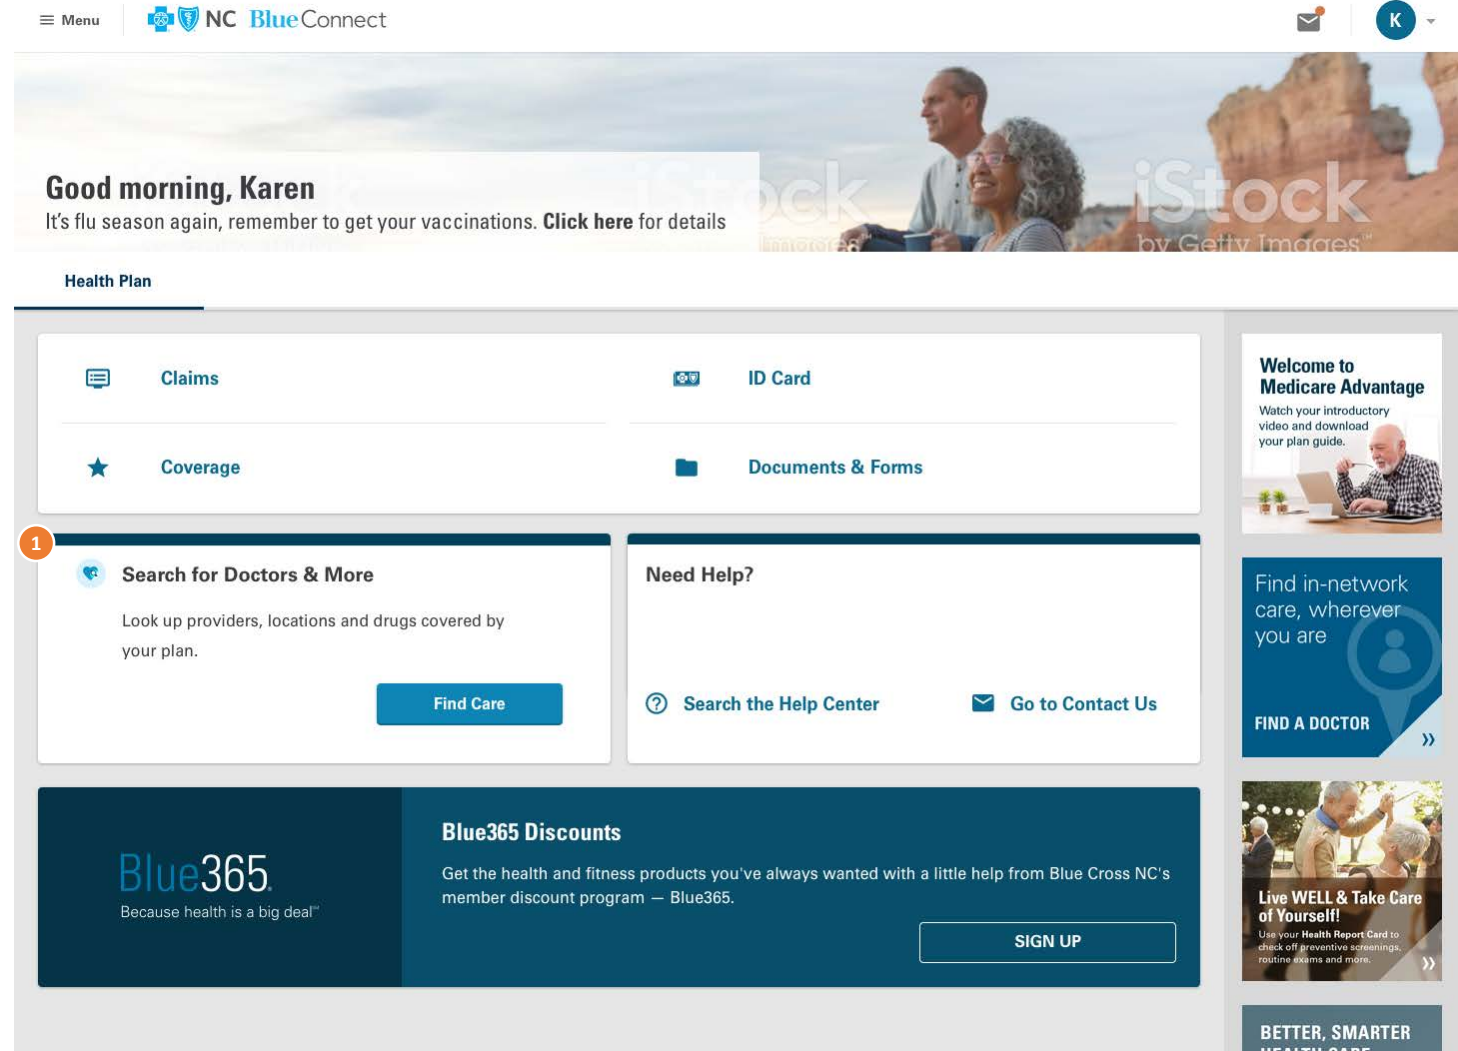 Menu
NC BlueConnect
K
Good morning, Karen
It's flu season again, remember to get your vaccinations. Click here for details
iStock
iStock
by Getty Images™
Health Plan
Claims
ID Card
Coverage
Documents & Forms
1
Search for Doctors & More
Look up providers, locations and drugs covered by
your plan.
Find Care
Need Help?
Search the Help Center
Go to Contact Us
Blue365.
Because health is a big deal℠
Blue365 Discounts
Get the health and fitness products you've always wanted with a little help from Blue Cross NC's
member discount program — Blue365.
SIGN UP
Welcome to
Medicare Advantage
Watch your introductory
video and download
your plan guide.
Find in-network
care, wherever
you are
FIND A DOCTOR
Live WELL & Take Care
of Yourself!
Use your Health Report Card to
check off preventive screenings,
routine exams and more.
BETTER, SMARTER